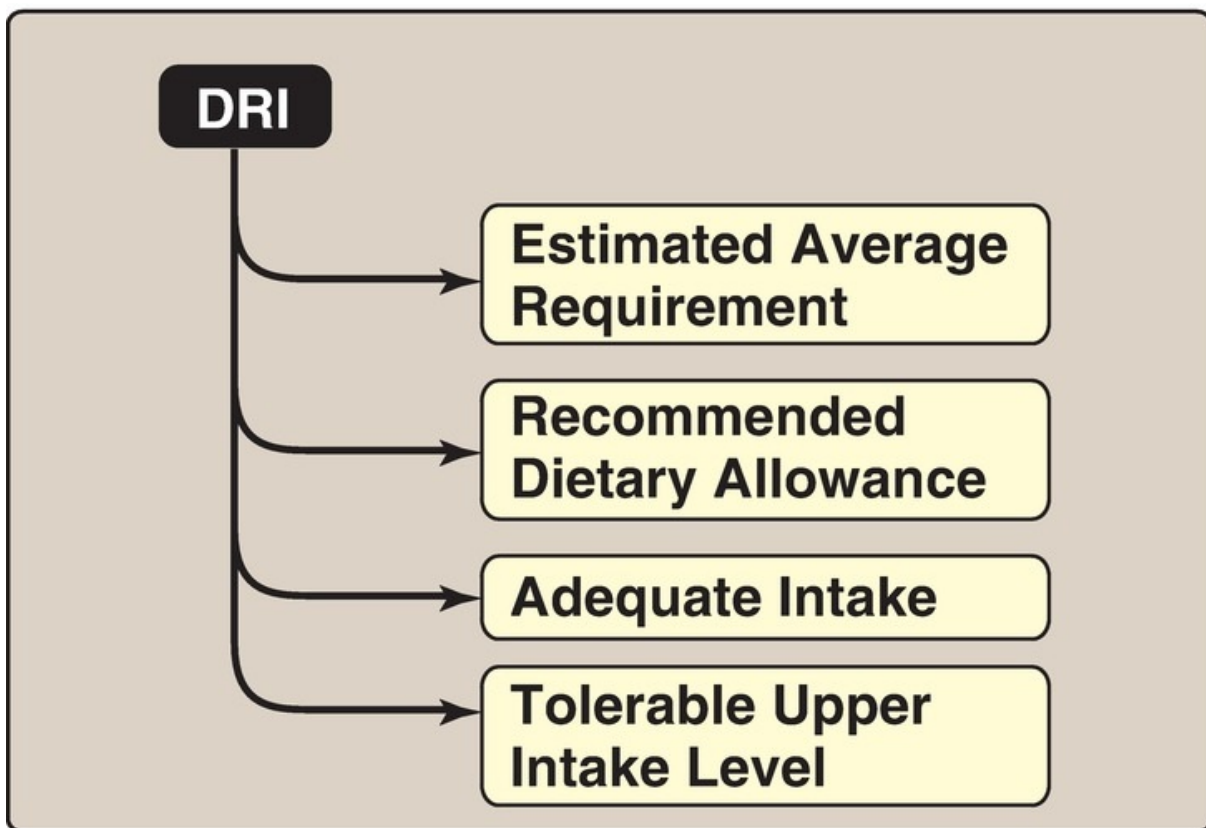 DRI
Estimated Average
Requirement
Recommended
Dietary Allowance
Adequate Intake
Tolerable Upper
Intake Level